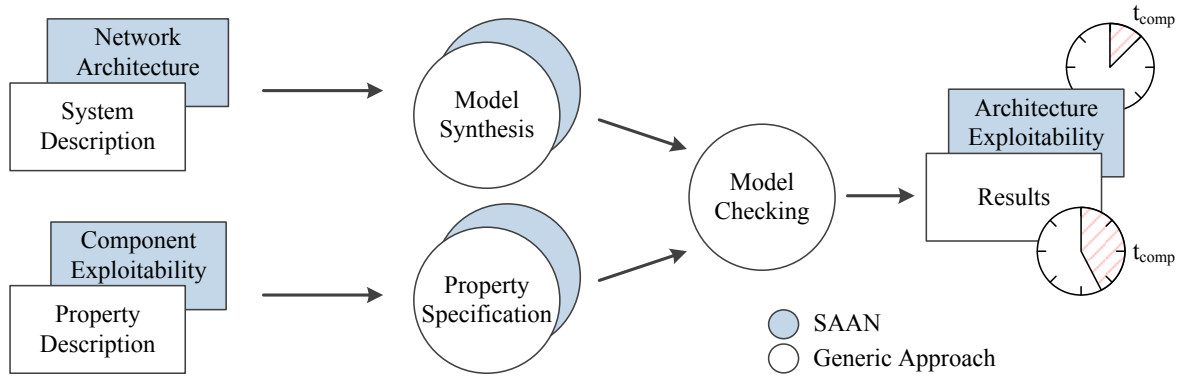 Network
Architecture
System
Description
Model
Synthesis
Component
Exploitability
Property
Description
Property
Specification
Model
Checking
t_comp
Architecture
Exploitability
Results
t_comp
SAAN
Generic Approach